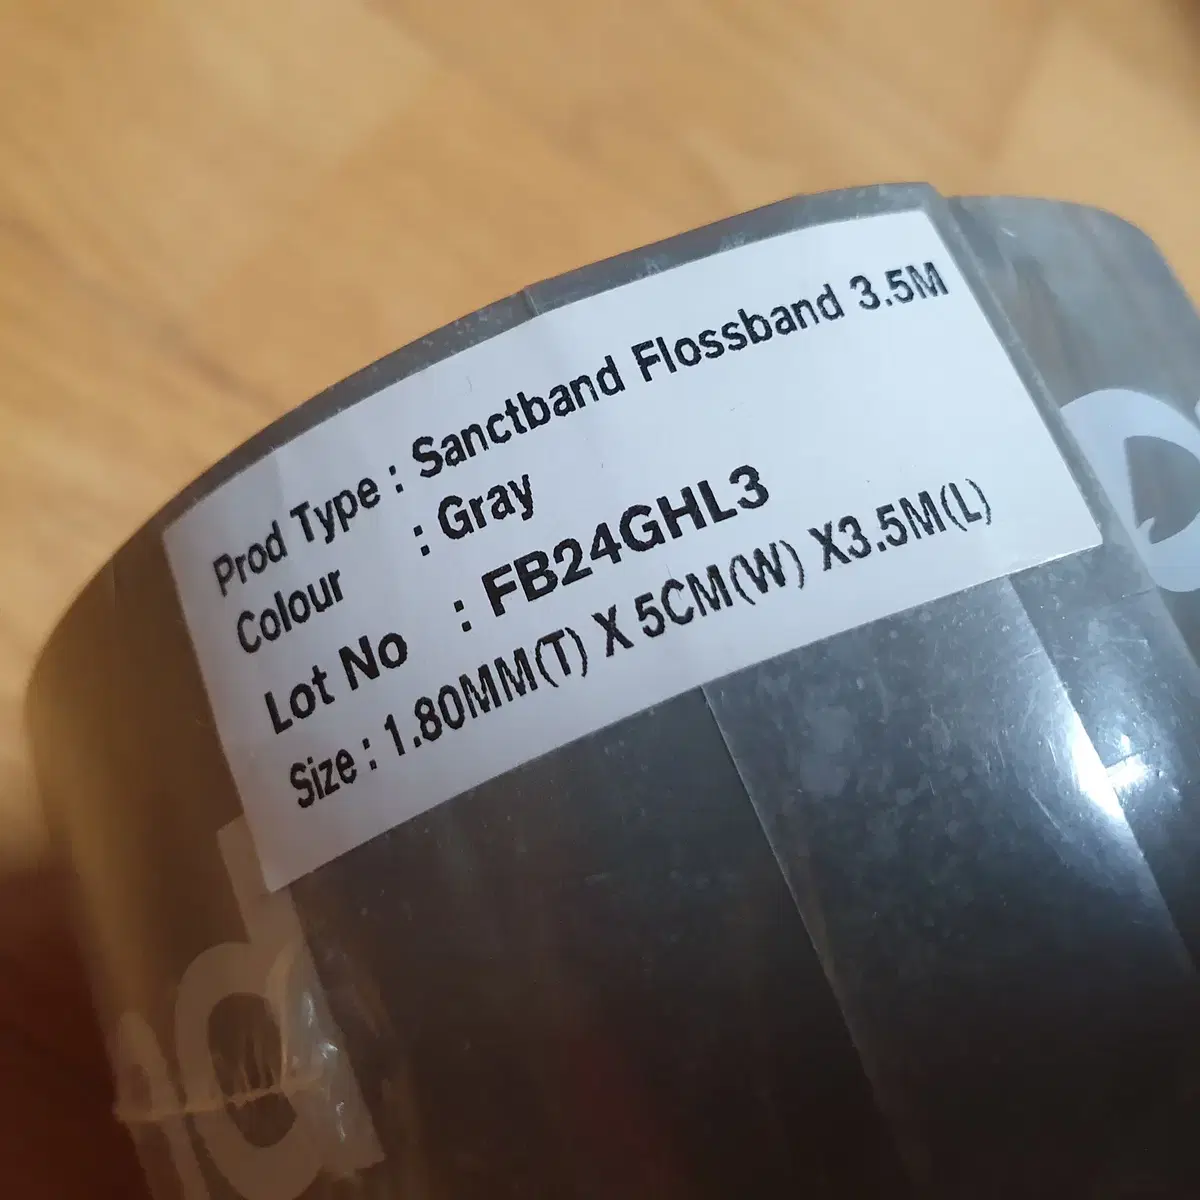 Prod Type : Sanctband Flossband 3.5M
Colour : Gray
Lot No : FB24GHL3
Size : 1.80MM(T) X 5CM(W) X3.5M(L)